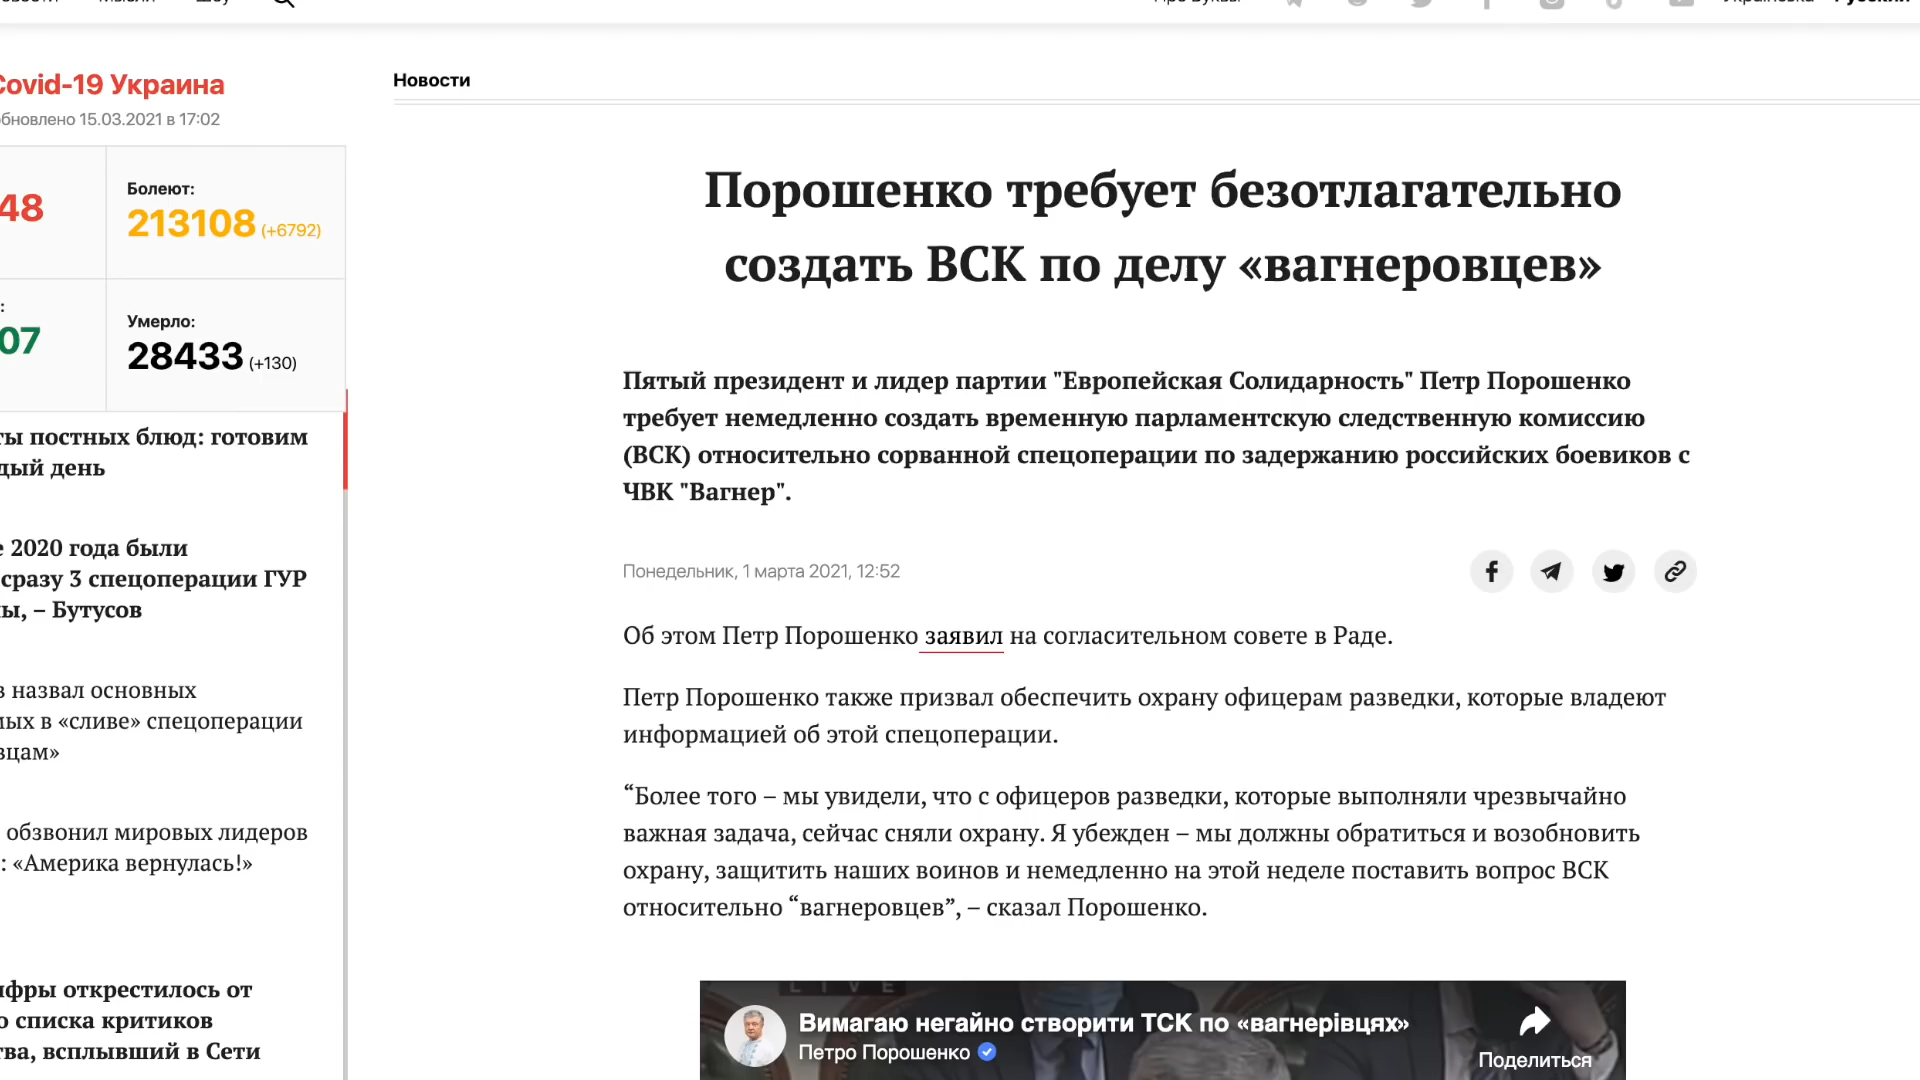 Про Буквы
Українська
Русский
Covid-19 Украина
обновлено 15.03.2021 в 17:02
48
Болеют:
213108 (+6792)
07
Умерло:
28433 (+130)
постных блюд: готовим
день
2020 года были
сразу 3 спецоперации ГУР
– Бутусов
назвал основных
в «сливе» спецоперации
обзвонил мировых лидеров
: «Америка вернулась!»
открестилось от
списка критиков
всплывший в Сети
Новости
Порошенко требует безотлагательно
создать ВСК по делу «вагнеровцев»
Пятый президент и лидер партии "Европейская Солидарность" Петр Порошенко
требует немедленно создать временную парламентскую следственную комиссию
(ВСК) относительно сорванной спецоперации по задержанию российских боевиков с
ЧВК "Вагнер".
Понедельник, 1 марта 2021, 12:52
Об этом Петр Порошенко заявил на согласительном совете в Раде.
Петр Порошенко также призвал обеспечить охрану офицерам разведки, которые владеют
информацией об этой спецоперации.
“Более того – мы увидели, что с офицеров разведки, которые выполняли чрезвычайно
важная задача, сейчас сняли охрану. Я убежден – мы должны обратиться и возобновить
охрану, защитить наших воинов и немедленно на этой неделе поставить вопрос ВСК
относительно “вагнеровцев”, – сказал Порошенко.
LIVE
Вимагаю негайно створити ТСК по «вагнерівцях»
Петро Порошенко
Поделиться